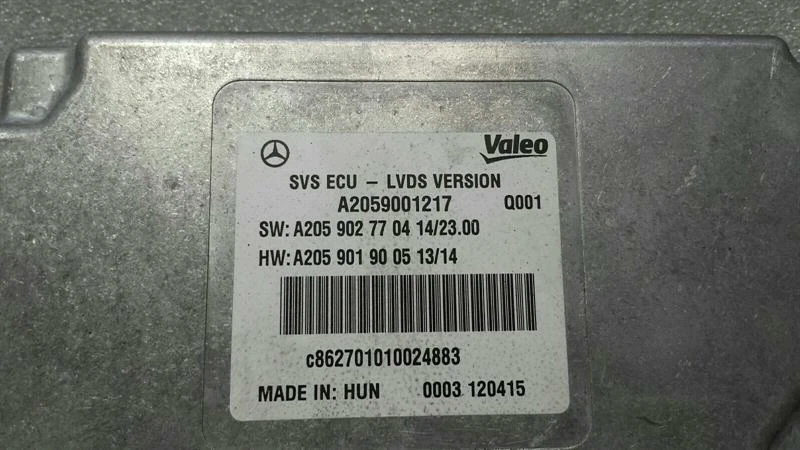 Valeo
SVS ECU – LVDS VERSION
A2059001217 Q001
SW: A205 902 77 04 14/23.00
HW: A205 901 90 05 13/14
c862701010024883
MADE IN: HUN 0003 120415